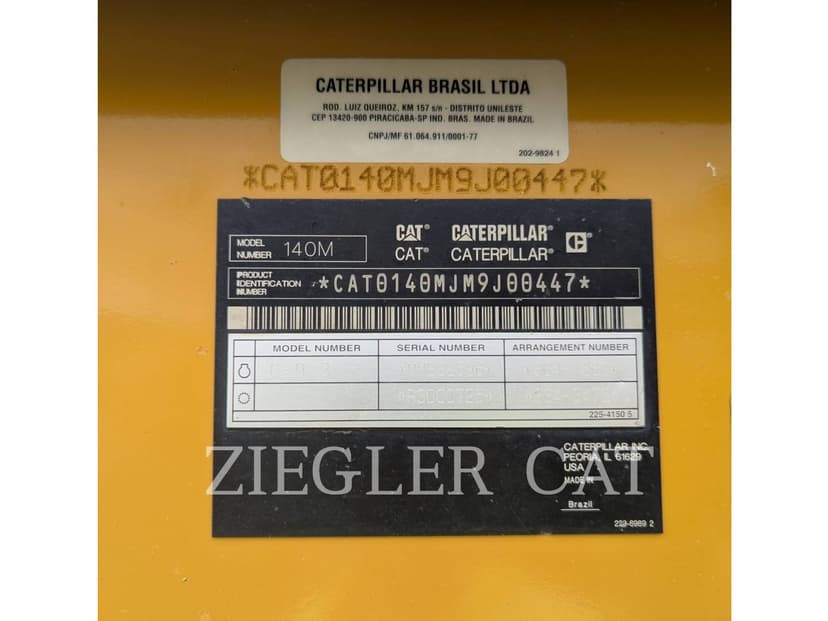 CATERPILLAR BRASIL LTDA
ROD. LUIZ QUEIROZ, KM 157 s/n - DISTRITO UNILESTE
CEP 13420-900 PIRACICABA-SP IND. BRAS. MADE IN BRAZIL
CNPJ/MF 61.064.911/0001-77
202-9824 1
*CAT0140MJM9J00447*
MODEL NUMBER 140M
CAT® CATERPILLAR®
CAT® CATERPILLAR®
PRODUCT IDENTIFICATION NUMBER *CAT0140MJM9J00447*
MODEL NUMBER SERIAL NUMBER ARRANGEMENT NUMBER
225-4150 5
ZIEGLER CAT
CATERPILLAR INC.
PEORIA, IL 61629
USA
MADE IN
Brazil
229-6969 2